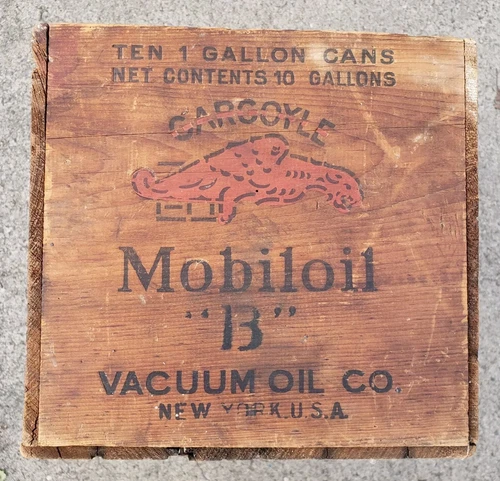 TEN 1 GALLON CANS
NET CONTENTS 10 GALLONS
GARGOYLE
Mobiloil
"B"
VACUUM OIL CO.
NEW YORK. U.S.A.